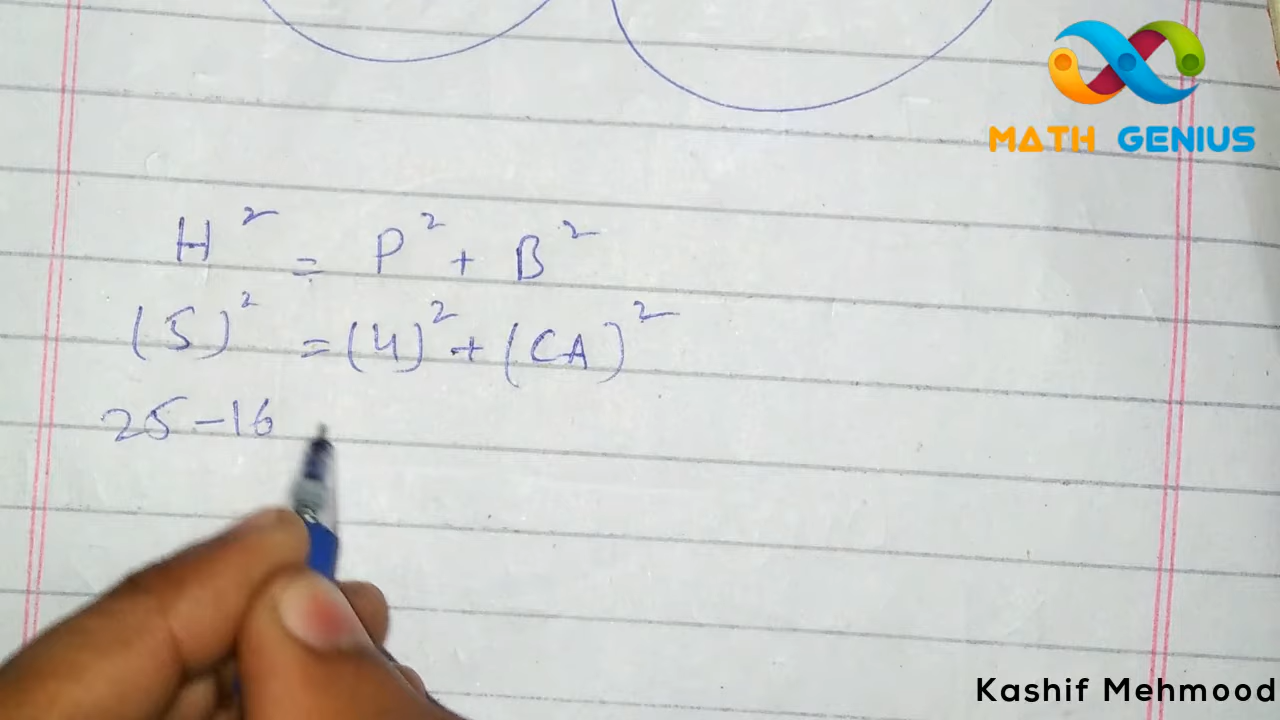 MATH GENIUS
H² = P² + B²
(5)² = (4)² + (CA)²
25-16
Kashif Mehmood